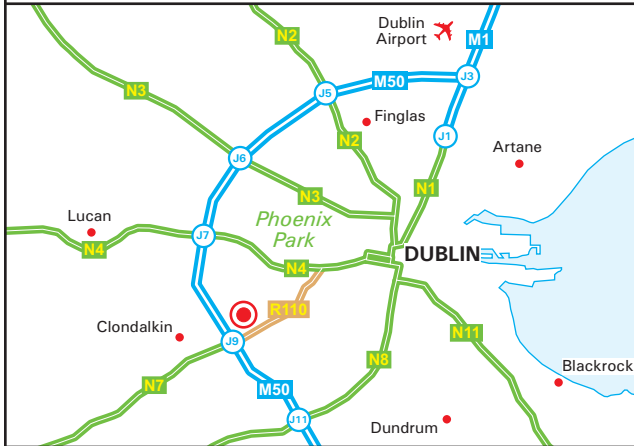 Dublin
Airport
N2
M1
M50
J3
N3
J5
Finglas
J1
N2
Artane
J6
N3
N1
Lucan
Phoenix
Park
J7
N4
DUBLIN
N4
R110
Clondalkin
J9
N11
N8
Blackrock
N7
M50
J11
Dundrum